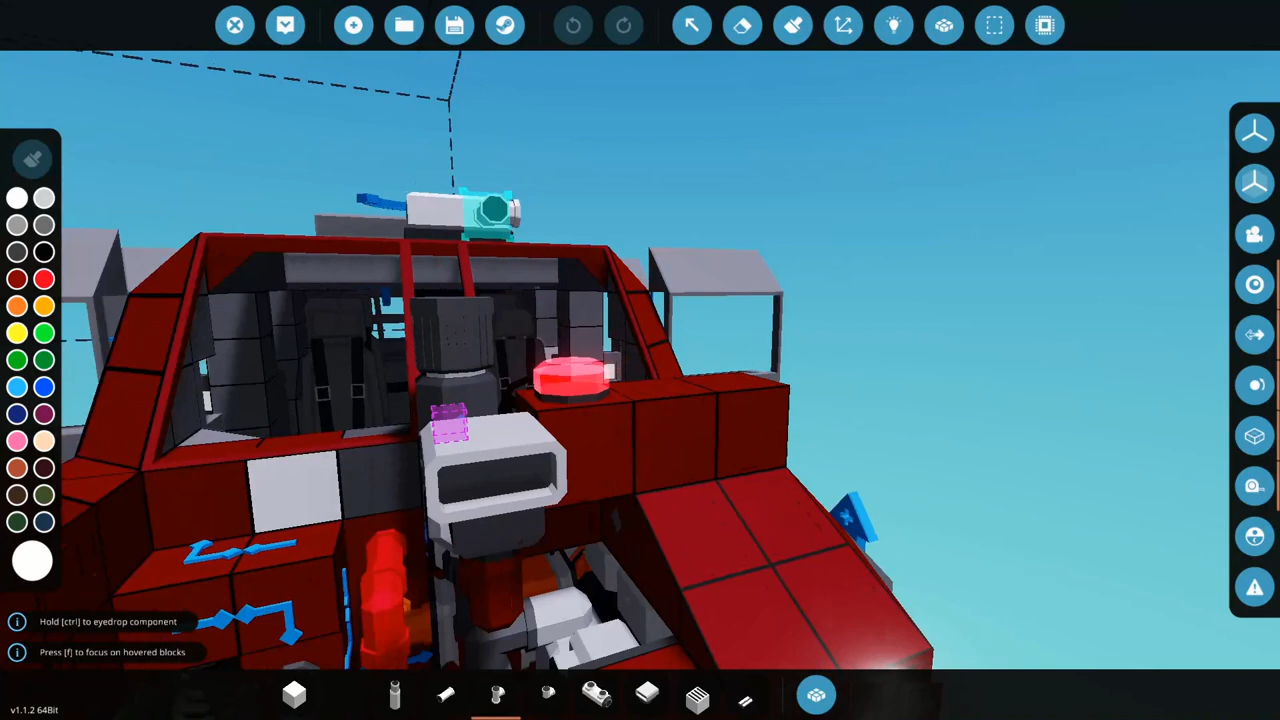 Hold [ctrl] to eyedrop component
Press [f] to focus on hovered blocks
v1.1.2 64Bit